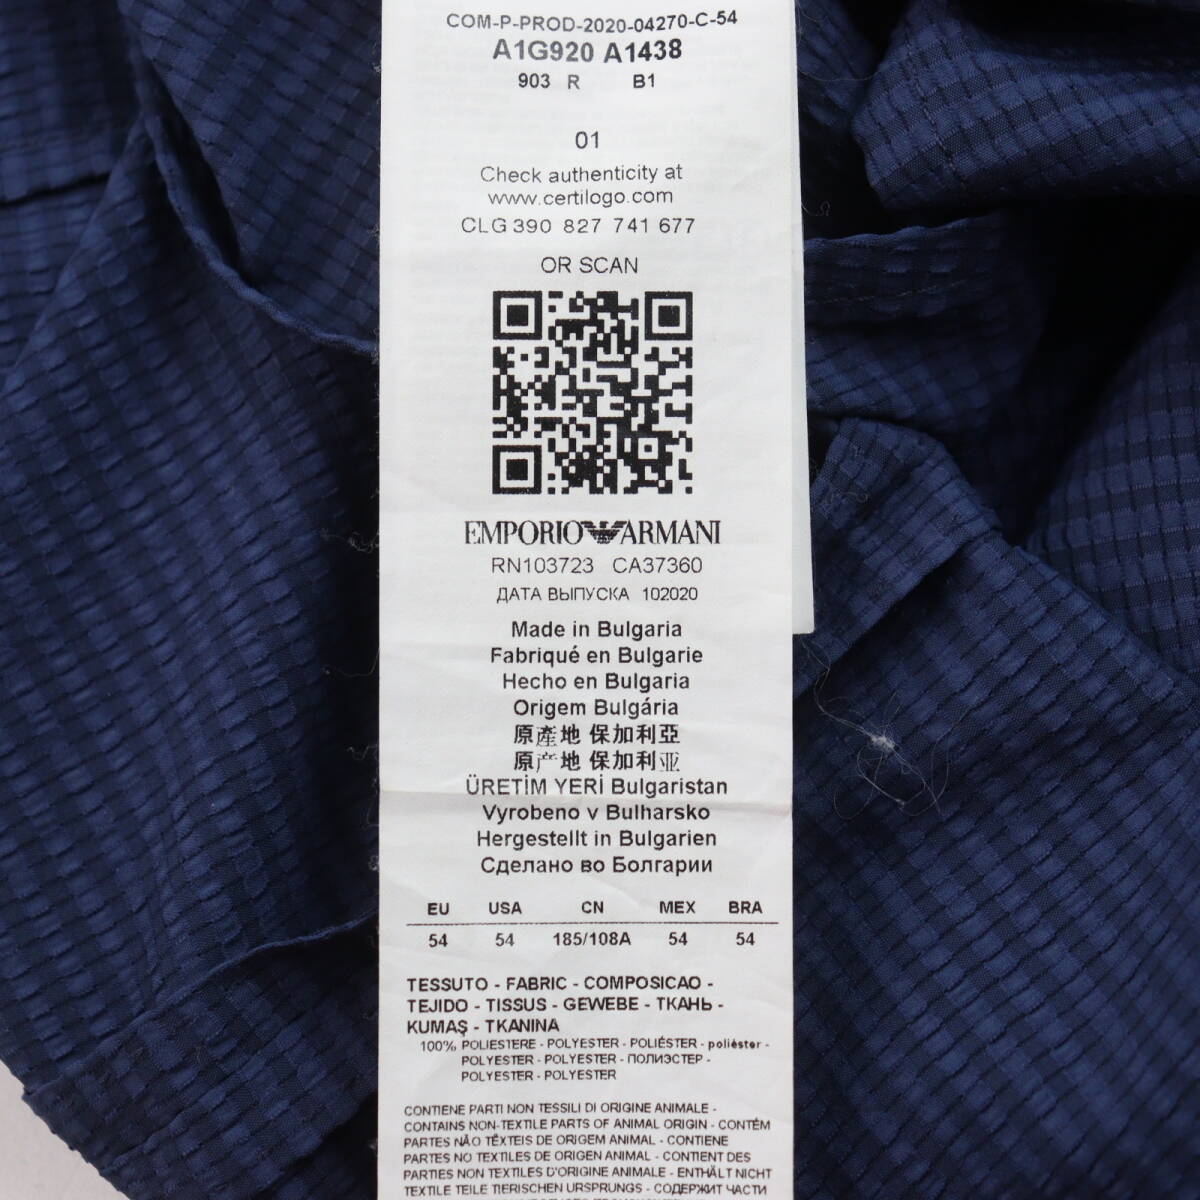 COM-P-PROD-2020-04270-C-54
A1G920 A1438
903 R B1
01
Check authenticity at
www.certilogo.com
CLG 390 827 741 677
OR SCAN
EMPORIO ARMANI
RN103723 CA37360
ДАТА ВЫПУСКА 102020
Made in Bulgaria
Fabriqué en Bulgarie
Hecho en Bulgaria
Origem Bulgária
原產地 保加利亞
原产地 保加利亚
ÜRETİM YERİ Bulgaristan
Vyrobeno v Bulharsko
Hergestellt in Bulgarien
Сделано во Болгарии
EU USA CN MEX BRA
54 54 185/108A 54 54
TESSUTO - FABRIC - COMPOSICAO -
TEJIDO - TISSUS - GEWEBE - ТКАНЬ -
KUMAŞ - TKANINA
100% POLIESTERE - POLYESTER - POLIÉSTER - poliéster -
POLYESTER - POLYESTER - ПОЛИЭСТЕР -
POLYESTER - POLYESTER
CONTIENE PARTI NON TESSILI DI ORIGINE ANIMALE -
CONTAINS NON-TEXTILE PARTS OF ANIMAL ORIGIN - CONTÉM
PARTES NÃO TÊXTEIS DE ORIGEM ANIMAL - CONTIENE
PARTES NO TEXTILES DE ORIGEN ANIMAL - CONTIENT DES
PARTIES NON TEXTILES D'ORIGINE ANIMALE - ENTHÄLT NICHT
TEXTILE TEILE TIERISCHEN URSPRUNGS - СОДЕРЖИТ ЧАСТИ